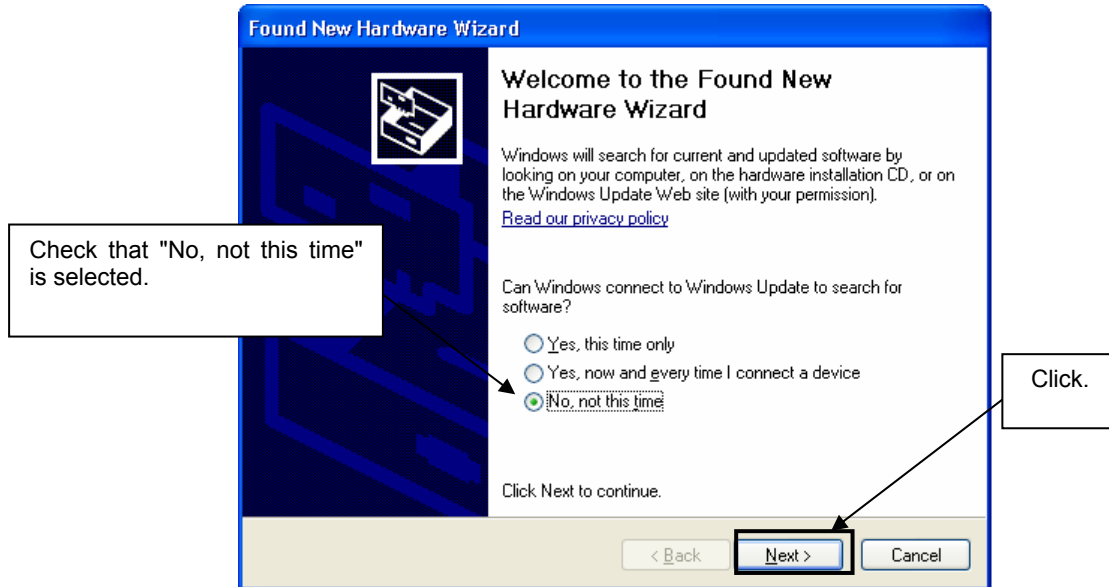 Found New Hardware Wizard
Welcome to the Found New
Hardware Wizard
Windows will search for current and updated software by
looking on your computer, on the hardware installation CD, or on
the Windows Update Web site (with your permission).
Read our privacy policy
Check that "No, not this time"
is selected.
Can Windows connect to Windows Update to search for
software?
Yes, this time only
Yes, now and every time I connect a device
No, not this time
Click.
Click Next to continue.
< Back
Next >
Cancel